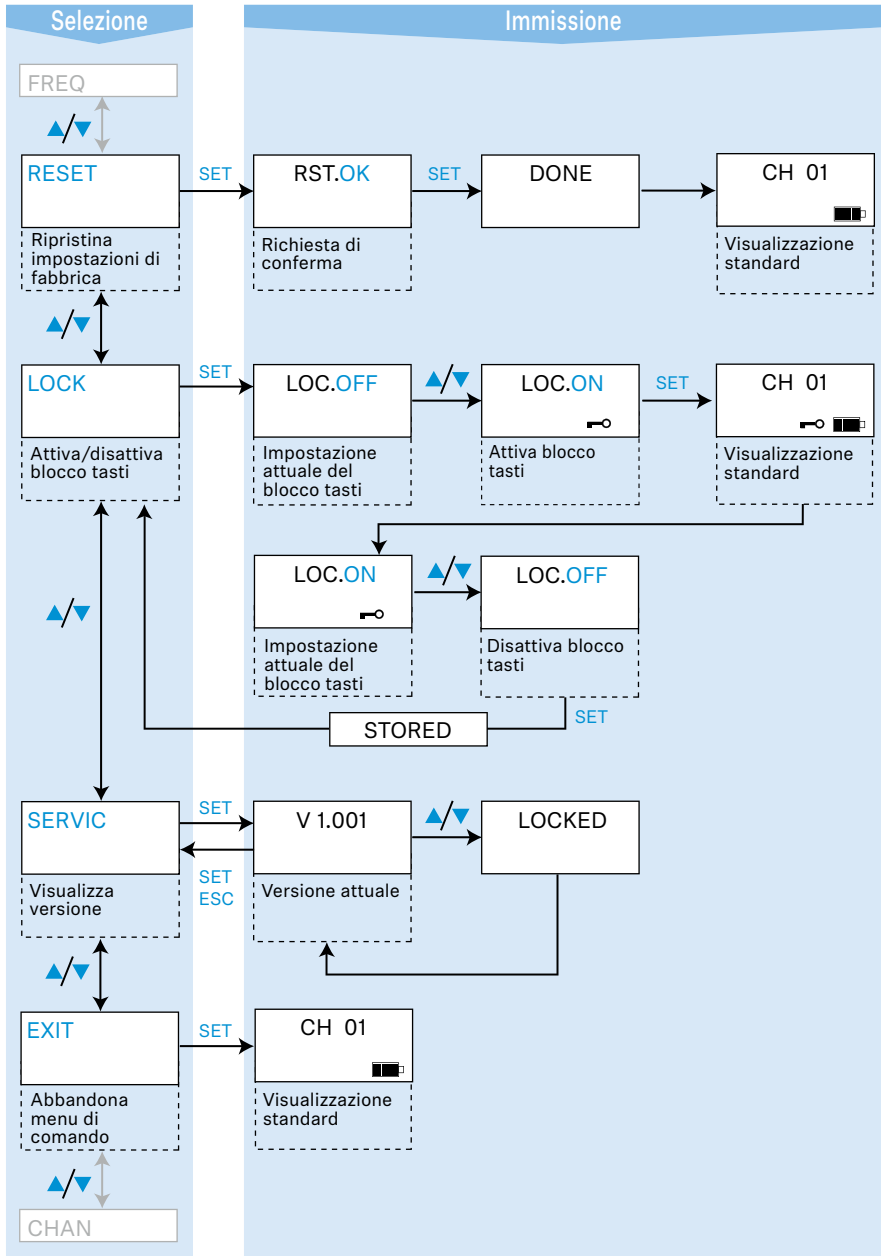 Selezione
Immissione
FREQ
▲/▼
RESET
SET
RST.OK
SET
DONE
CH 01
Ripristina
impostazioni di
fabbrica
Richiesta di
conferma
Visualizzazione
standard
▲/▼
LOCK
SET
LOC.OFF
▲/▼
LOC.ON
SET
CH 01
Attiva/disattiva
blocco tasti
Impostazione
attuale del
blocco tasti
Attiva blocco
tasti
Visualizzazione
standard
▲/▼
LOC.ON
▲/▼
LOC.OFF
Impostazione
attuale del
blocco tasti
Disattiva blocco
tasti
STORED
SET
SERVIC
SET
V 1.001
▲/▼
LOCKED
SET
ESC
Visualizza
versione
Versione attuale
▲/▼
EXIT
SET
CH 01
Abbandona
menu di
comando
Visualizzazione
standard
▲/▼
CHAN